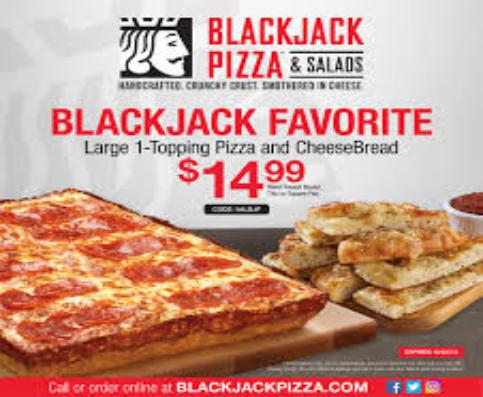 BLACKJACK
PIZZA & SALADS
HANDCRAFTED. CRUNCHY CRUST. SMOTHERED IN CHEESE
BLACKJACK FAVORITE
Large 1-Topping Pizza and CheeseBread
$14.99
Call or order online at BLACKJACKPIZZA.COM